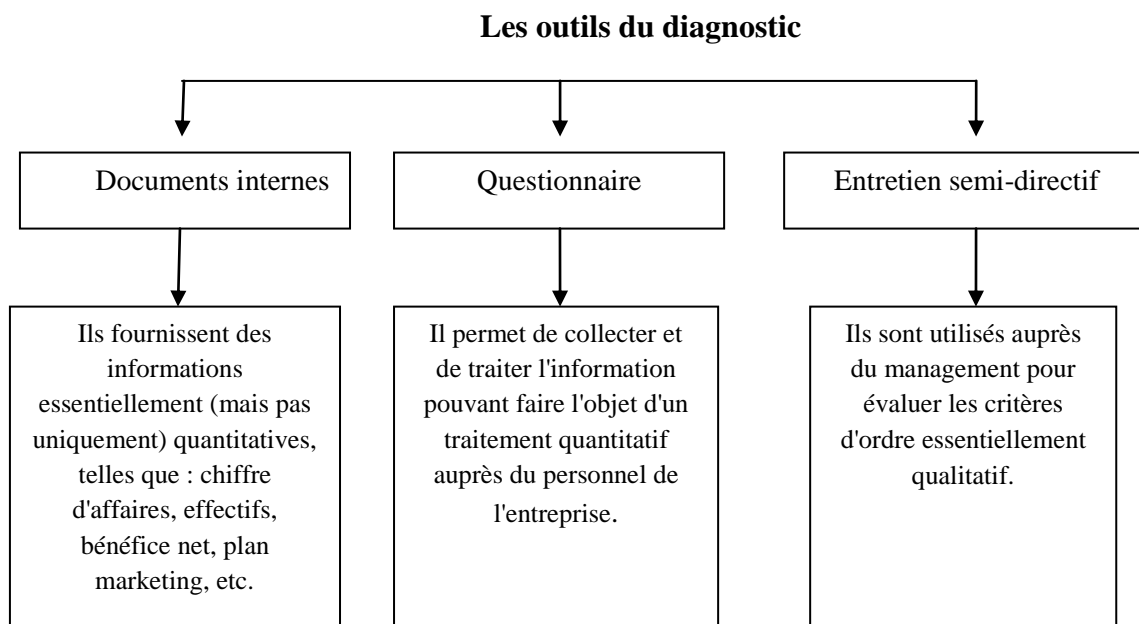 Les outils du diagnostic
Documents internes
Questionnaire
Entretien semi-directif
Ils fournissent des
informations
essentiellement (mais pas
uniquement) quantitatives,
telles que : chiffre
d'affaires, effectifs,
bénéfice net, plan
marketing, etc.
Il permet de collecter et
de traiter l'information
pouvant faire l'objet d'un
traitement quantitatif
auprès du personnel de
l'entreprise.
Ils sont utilisés auprès
du management pour
évaluer les critères
d'ordre essentiellement
qualitatif.